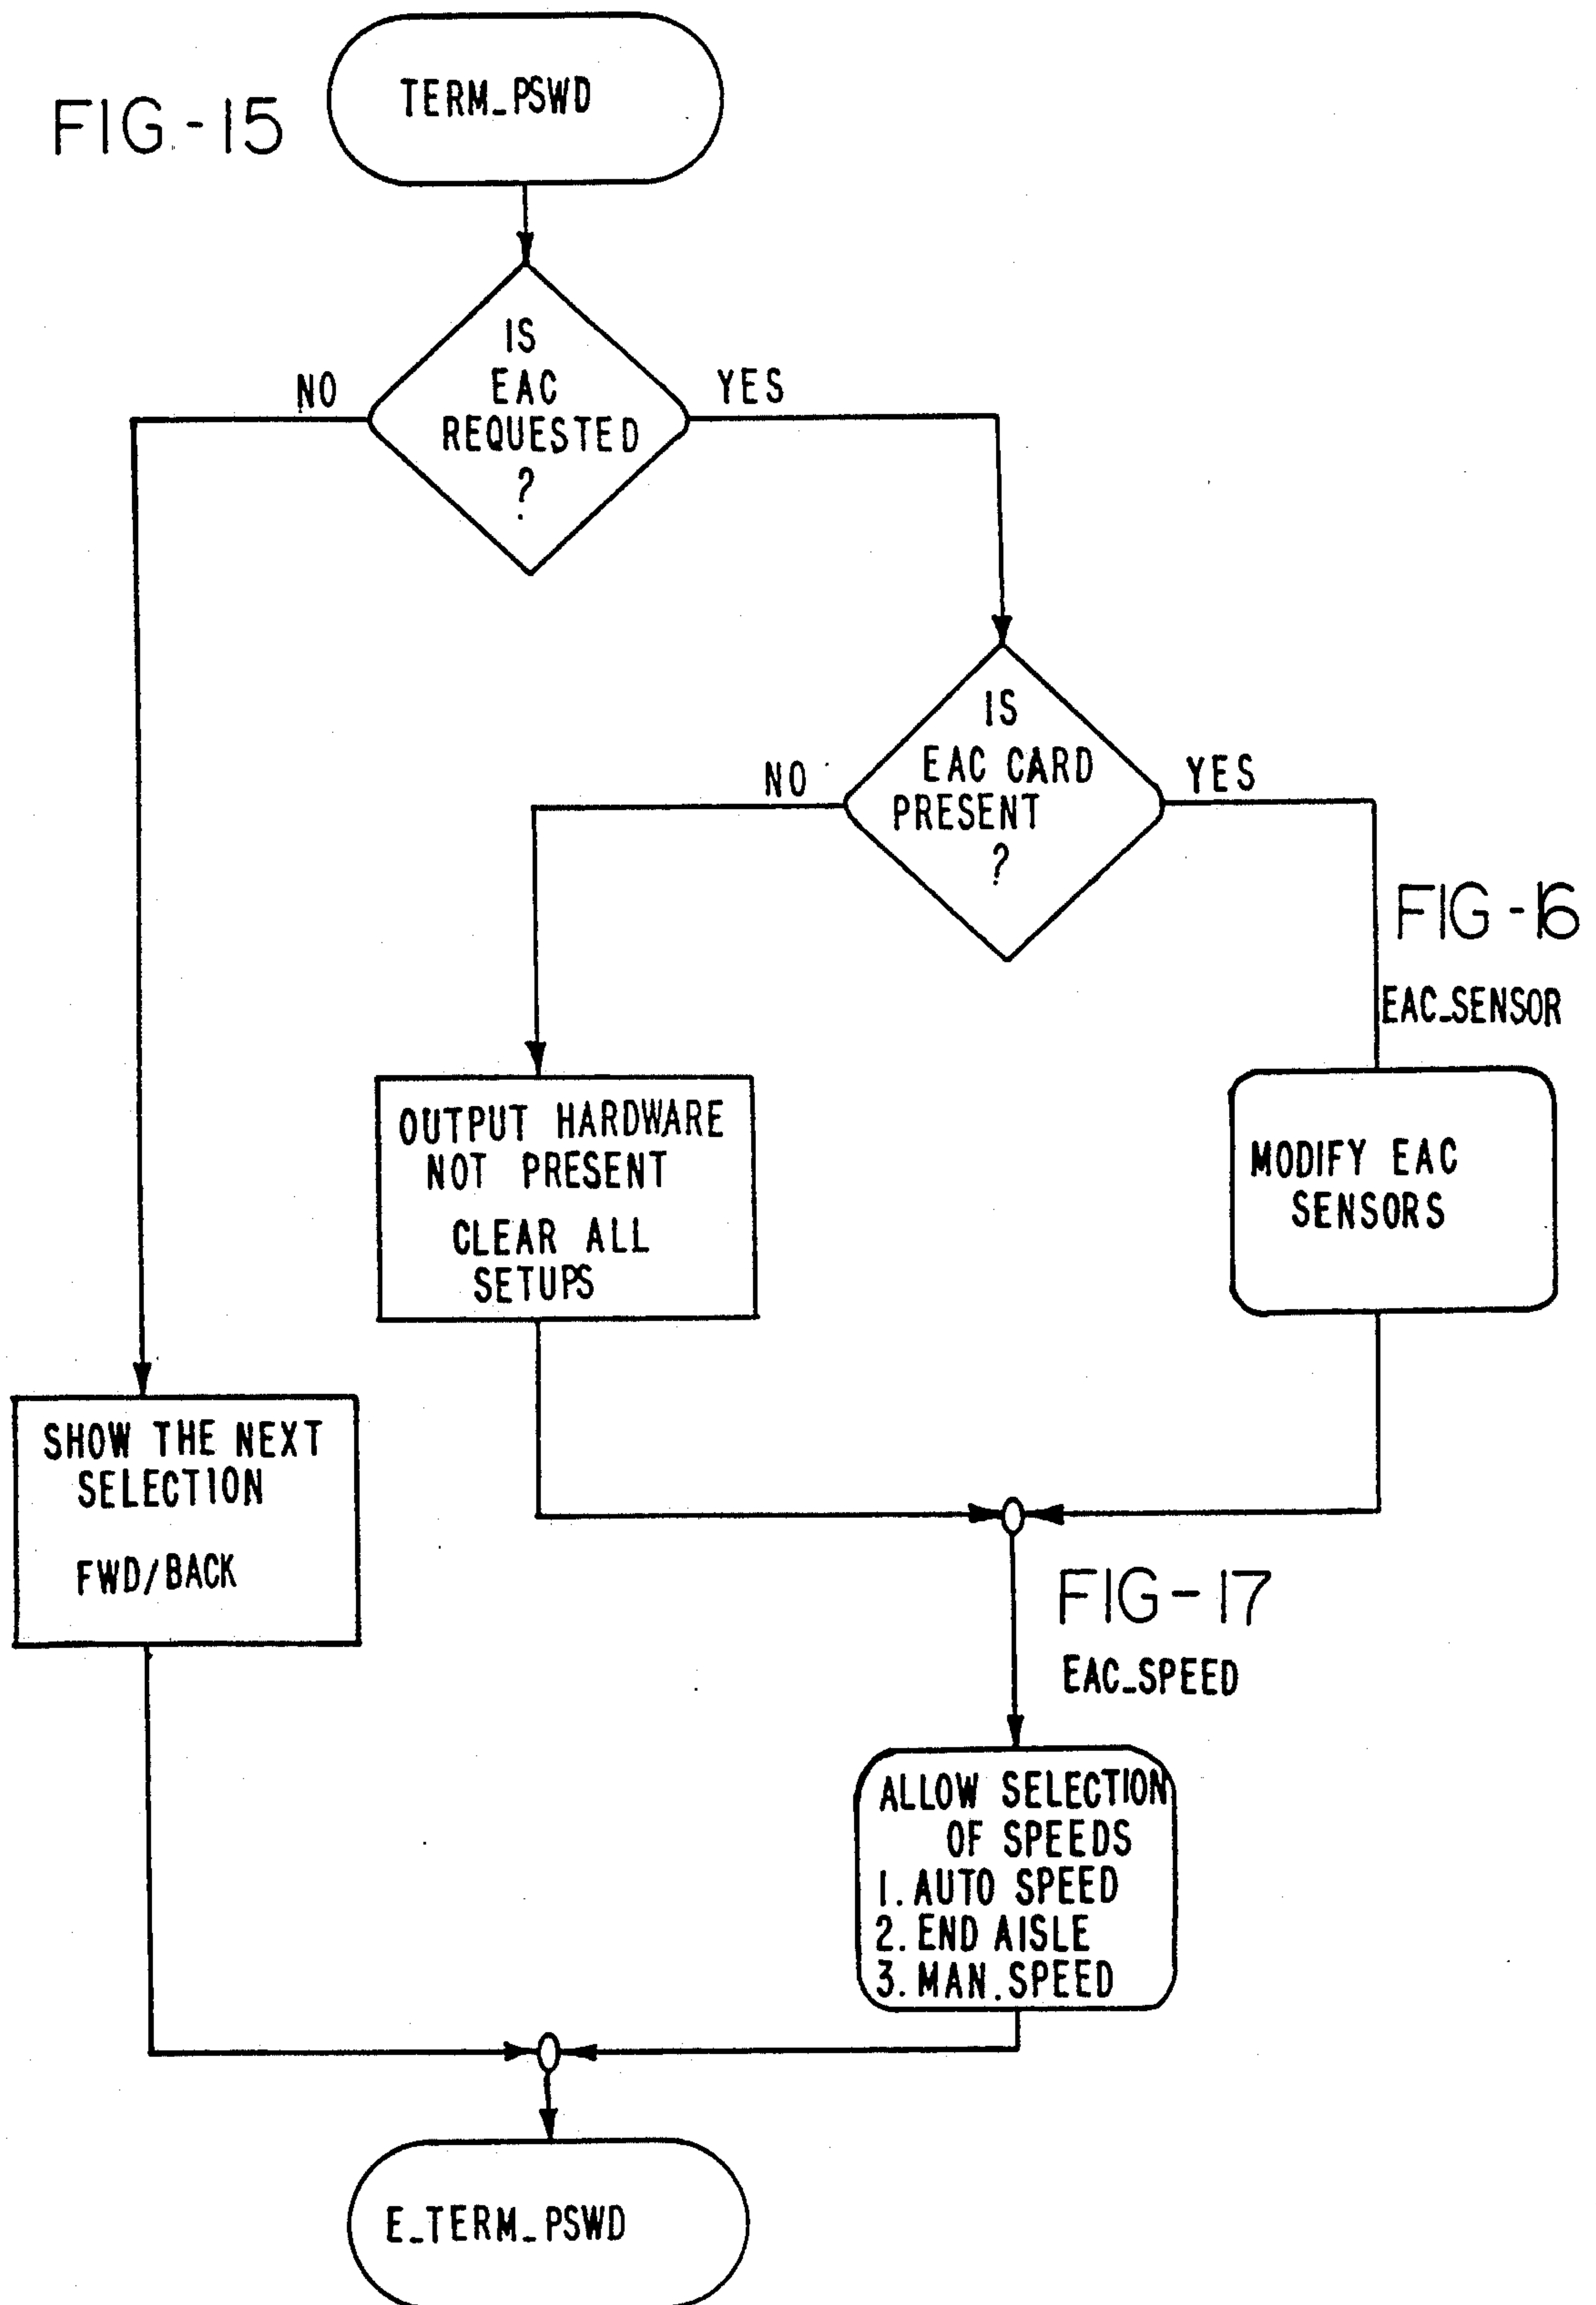 FIG.-15
TERM_PSWD
IS
EAC
REQUESTED
?
NO
YES
IS
EAC CARD
PRESENT
?
NO
YES
FIG-16
EAC_SENSOR
OUTPUT HARDWARE
NOT PRESENT
CLEAR ALL
SETUPS
MODIFY EAC
SENSORS
SHOW THE NEXT
SELECTION
FWD/BACK
FIG-17
EAC_SPEED
ALLOW SELECTION
OF SPEEDS
1. AUTO SPEED
2. END AISLE
3. MAN. SPEED
E_TERM_PSWD